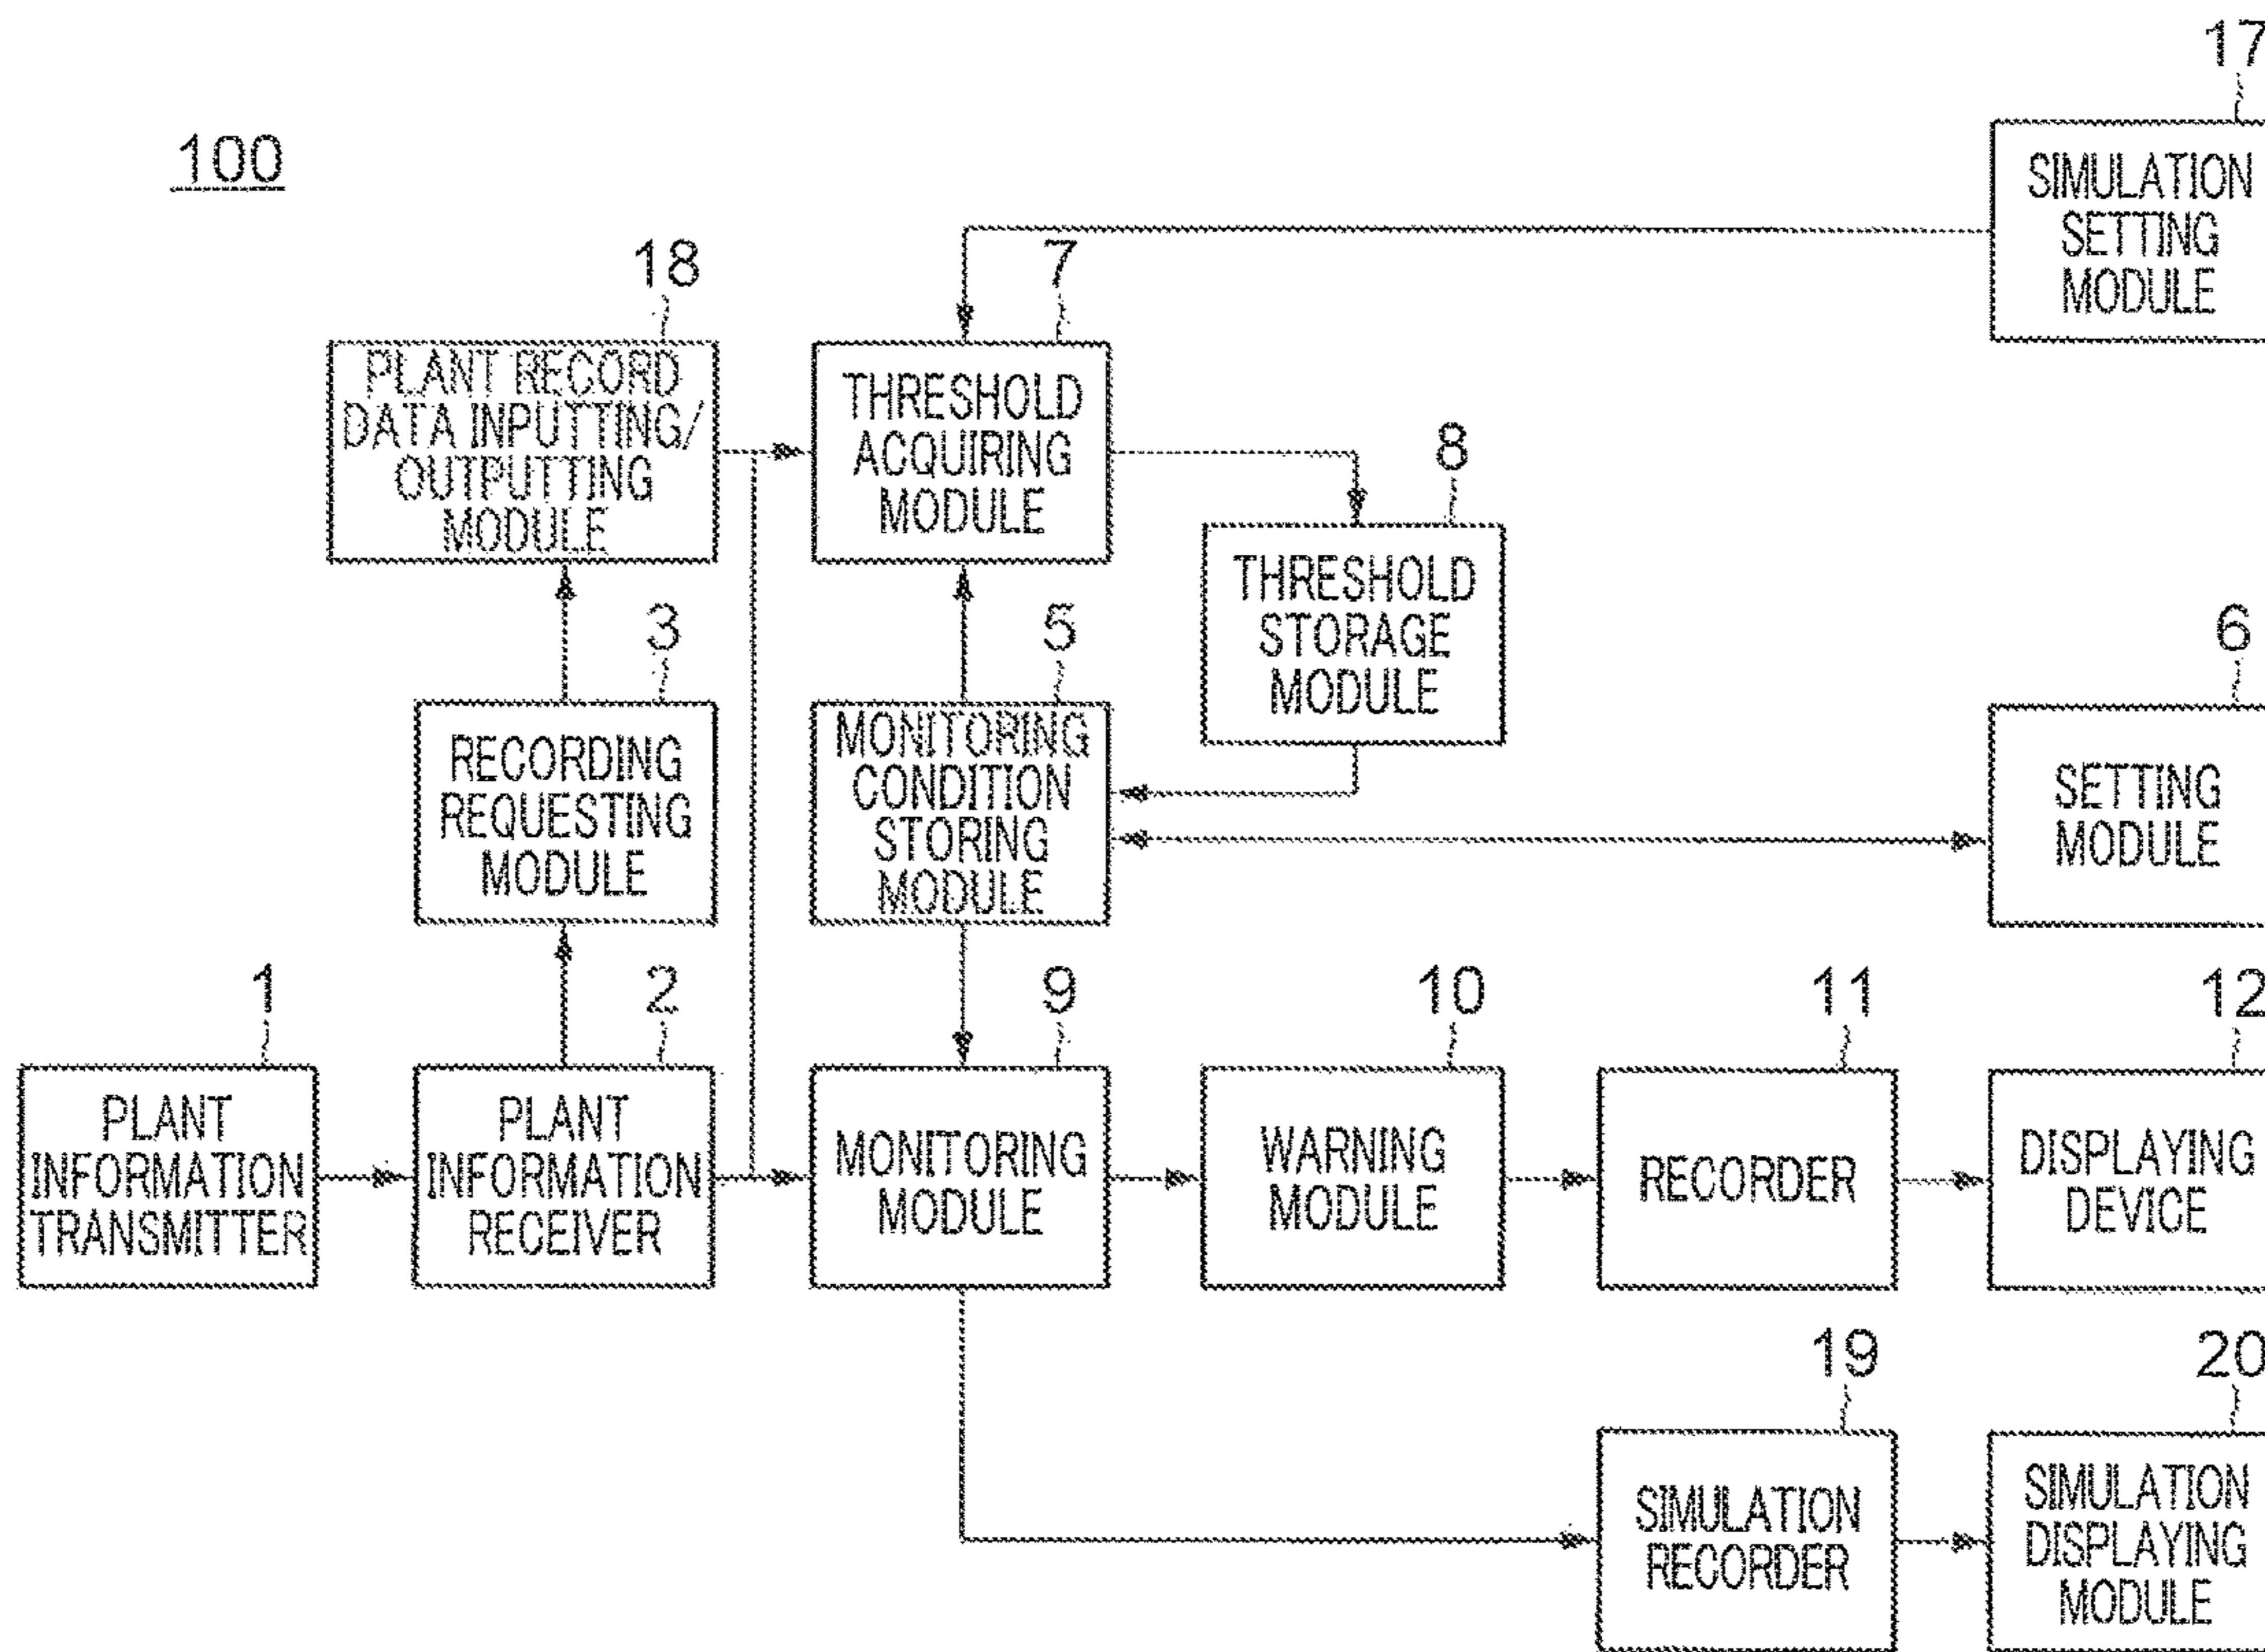 17
100
SIMULATION
SETTING
MODULE
18
7
PLANT RECORD
DATA INPUTTING/
OUTPUTTING
MODULE
THRESHOLD
ACQUIRING
MODULE
8
THRESHOLD
STORAGE
MODULE
3
5
6
RECORDING
REQUESTING
MODULE
MONITORING
CONDITION
STORING
MODULE
SETTING
MODULE
1
2
9
10
11
12
PLANT
INFORMATION
TRANSMITTER
PLANT
INFORMATION
RECEIVER
MONITORING
MODULE
WARNING
MODULE
RECORDER
DISPLAYING
DEVICE
19
20
SIMULATION
RECORDER
SIMULATION
DISPLAYING
MODULE